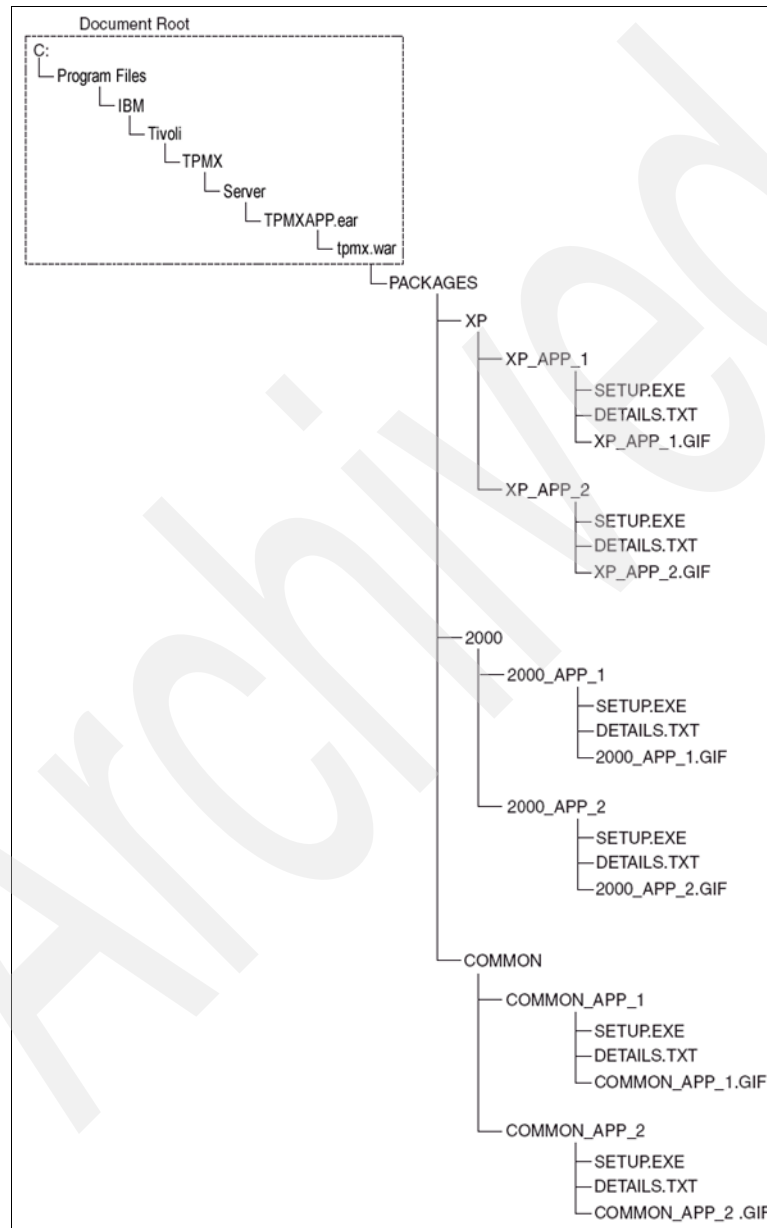 Document Root
C:
Program Files
IBM
Tivoli
TPMX
Server
TPMXAPP.ear
tpmx.war
PACKAGES
XP
XP_APP_1
SETUP.EXE
DETAILS.TXT
XP_APP_1.GIF
XP_APP_2
SETUP.EXE
DETAILS.TXT
XP_APP_2.GIF
2000
2000_APP_1
SETUP.EXE
DETAILS.TXT
2000_APP_1.GIF
2000_APP_2
SETUP.EXE
DETAILS.TXT
2000_APP_2.GIF
COMMON
COMMON_APP_1
SETUP.EXE
DETAILS.TXT
COMMON_APP_1.GIF
COMMON_APP_2
SETUP.EXE
DETAILS.TXT
COMMON_APP_2 .GIF
Archived